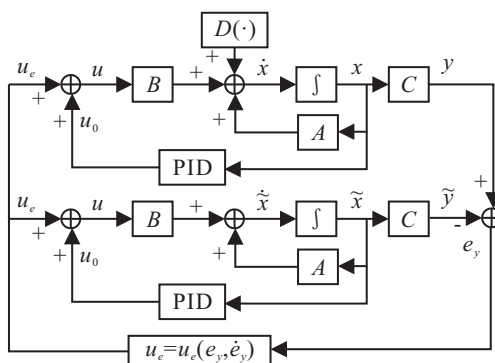 D(·)
u_e u B + + ẋ ∫ x C y
+ + u_0 + A
PID
+
u_e u B + + x̃̇ ∫ x̃ C ỹ - e_y
+ + u_0 + A
PID
u_e=u_e(e_y,ė_y)